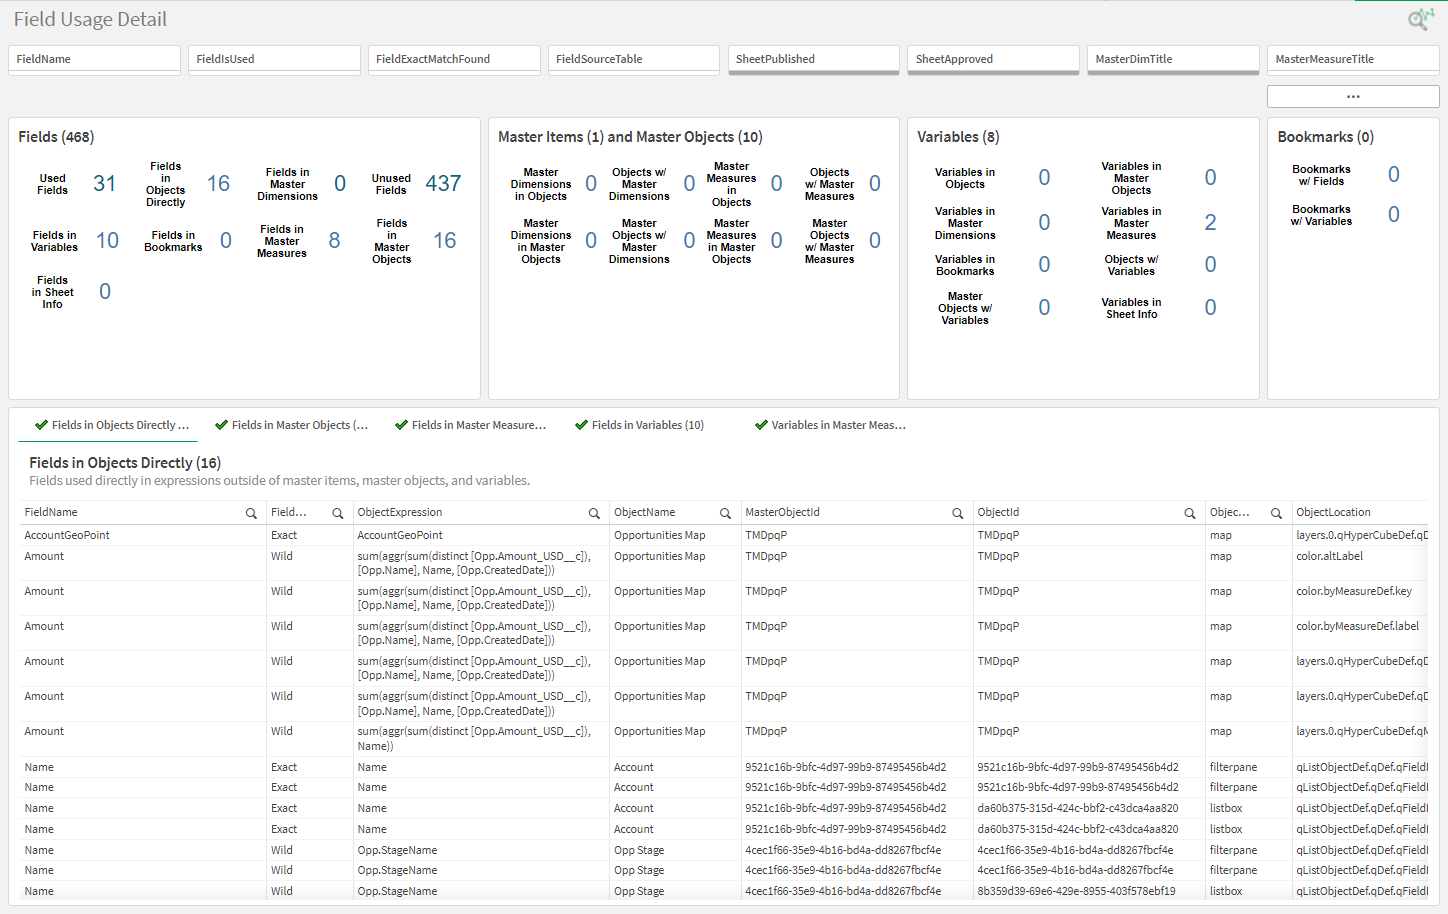 Field Usage Detail
FieldName FieldIsUsed FieldExactMatchFound FieldSourceTable SheetPublished SheetApproved MasterDimTitle MasterMeasureTitle
...
Fields (468)
Used Fields 31
Fields in Objects Directly 16
Fields in Master Dimensions 0
Unused Fields 437
Fields in Variables 10
Fields in Bookmarks 0
Fields in Master Measures 8
Fields in Master Objects 16
Fields in Sheet Info 0
Master Items (1) and Master Objects (10)
Master Dimensions in Objects 0
Objects w/ Master Dimensions 0
Master Measures in Objects 0
Objects w/ Master Measures 0
Master Dimensions in Master Objects 0
Master Objects w/ Master Dimensions 0
Master Measures in Master Objects 0
Master Objects w/ Master Measures 0
Variables (8)
Variables in Objects 0
Variables in Master Objects 0
Variables in Master Dimensions 0
Variables in Master Measures 2
Variables in Bookmarks 0
Objects w/ Variables 0
Master Objects w/ Variables 0
Variables in Sheet Info 0
Bookmarks (0)
Bookmarks w/ Fields 0
Bookmarks w/ Variables 0
Fields in Objects Directly ... Fields in Master Objects (... Fields in Master Measure... Fields in Variables (10) Variables in Master Meas...
Fields in Objects Directly (16)
Fields used directly in expressions outside of master items, master objects, and variables.
FieldName Field... ObjectExpression ObjectName MasterObjectId ObjectId Objec... ObjectLocation
AccountGeoPoint Exact AccountGeoPoint Opportunities Map TMDpqP TMDpqP map layers.0.qHyperCubeDef.qD
Amount Wild sum(aggr(sum(distinct [Opp.Amount_USD__c]), Opportunities Map TMDpqP TMDpqP map color.altLabel
[Opp.Name], Name, [Opp.CreatedDate]))
Amount Wild sum(aggr(sum(distinct [Opp.Amount_USD__c]), Opportunities Map TMDpqP TMDpqP map color.byMeasureDef.key
[Opp.Name], Name, [Opp.CreatedDate]))
Amount Wild sum(aggr(sum(distinct [Opp.Amount_USD__c]), Opportunities Map TMDpqP TMDpqP map color.byMeasureDef.label
[Opp.Name], Name, [Opp.CreatedDate]))
Amount Wild sum(aggr(sum(distinct [Opp.Amount_USD__c]), Opportunities Map TMDpqP TMDpqP map layers.0.qHyperCubeDef.qD
[Opp.Name], Name, [Opp.CreatedDate]))
Amount Wild sum(aggr(sum(distinct [Opp.Amount_USD__c]), Opportunities Map TMDpqP TMDpqP map layers.0.qHyperCubeDef.qD
[Opp.Name], Name, [Opp.CreatedDate]))
Amount Wild sum(aggr(sum(distinct [Opp.Amount_USD__c]), Opportunities Map TMDpqP TMDpqP map layers.0.qHyperCubeDef.qM
Name))
Name Exact Name Account 9521c16b-9bfc-4d97-99b9-87495456b4d2 9521c16b-9bfc-4d97-99b9-87495456b4d2 filterpane qListObjectDef.qDef.qFieldI
Name Exact Name Account 9521c16b-9bfc-4d97-99b9-87495456b4d2 9521c16b-9bfc-4d97-99b9-87495456b4d2 filterpane qListObjectDef.qDef.qFieldI
Name Exact Name Account 9521c16b-9bfc-4d97-99b9-87495456b4d2 da60b375-315d-424c-bbf2-c43dca4aa820 listbox qListObjectDef.qDef.qFieldI
Name Exact Name Account 9521c16b-9bfc-4d97-99b9-87495456b4d2 da60b375-315d-424c-bbf2-c43dca4aa820 listbox qListObjectDef.qDef.qFieldI
Name Wild Opp.StageName Opp Stage 4cec1f66-35e9-4b16-bd4a-dd8267fbcf4e 4cec1f66-35e9-4b16-bd4a-dd8267fbcf4e filterpane qListObjectDef.qDef.qFieldI
Name Wild Opp.StageName Opp Stage 4cec1f66-35e9-4b16-bd4a-dd8267fbcf4e 4cec1f66-35e9-4b16-bd4a-dd8267fbcf4e filterpane qListObjectDef.qDef.qFieldI
Name Wild Opp.StageName Opp Stage 4cec1f66-35e9-4b16-bd4a-dd8267fbcf4e 8b359d39-69e6-429e-8955-403f578ebf19 listbox qListObjectDef.qDef.qFieldI